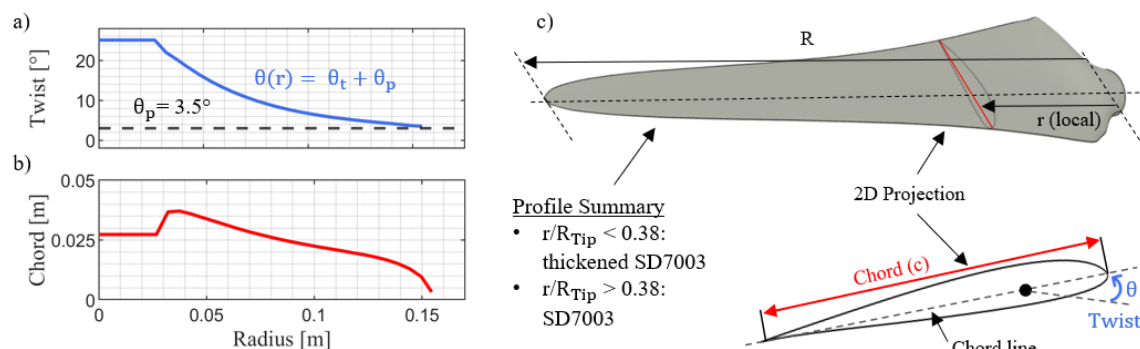 a)
Twist [°]
20
10
0
θ(r) = θt + θp
θp = 3.5°
b)
Chord [m]
0.05
0.025
0
0
0.05
0.1
0.15
Radius [m]
c)
R
r (local)
2D Projection
Profile Summary
• r/RTip < 0.38:
thickened SD7003
• r/RTip > 0.38:
SD7003
Chord (c)
θ
Twist
Chord line